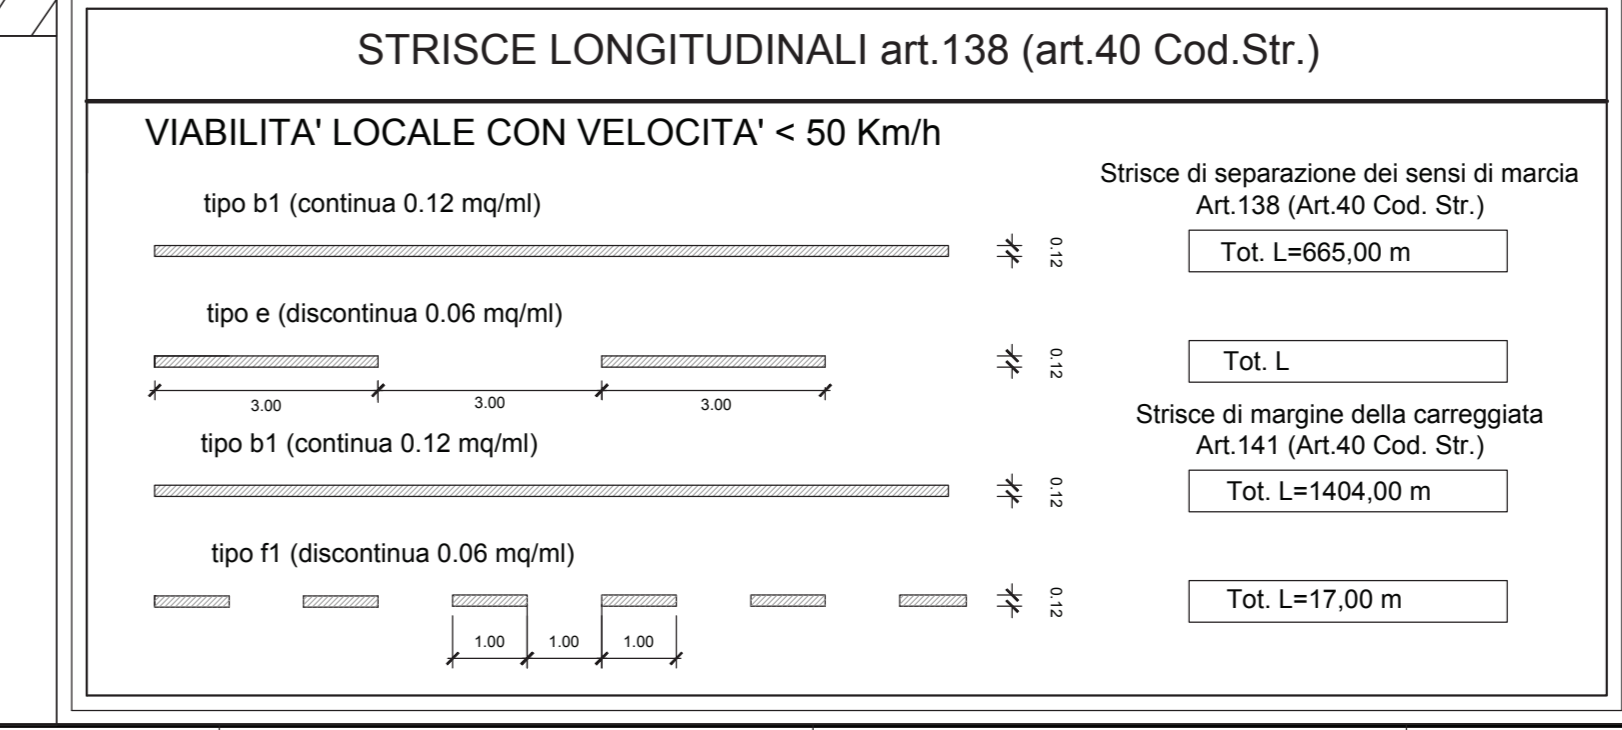 STRISCE LONGITUDINALI art.138 (art.40 Cod.Str.)
VIABILITA' LOCALE CON VELOCITA' < 50 Km/h
Strisce di separazione dei sensi di marcia
Art.138 (Art.40 Cod. Str.)
tipo b1 (continua 0.12 mq/ml)
0.12
Tot. L=665,00 m
tipo e (discontinua 0.06 mq/ml)
0.12
Tot. L
3.00 3.00 3.00
Strisce di margine della carreggiata
Art.141 (Art.40 Cod. Str.)
tipo b1 (continua 0.12 mq/ml)
0.12
Tot. L=1404,00 m
tipo f1 (discontinua 0.06 mq/ml)
0.12
Tot. L=17,00 m
1.00 1.00 1.00